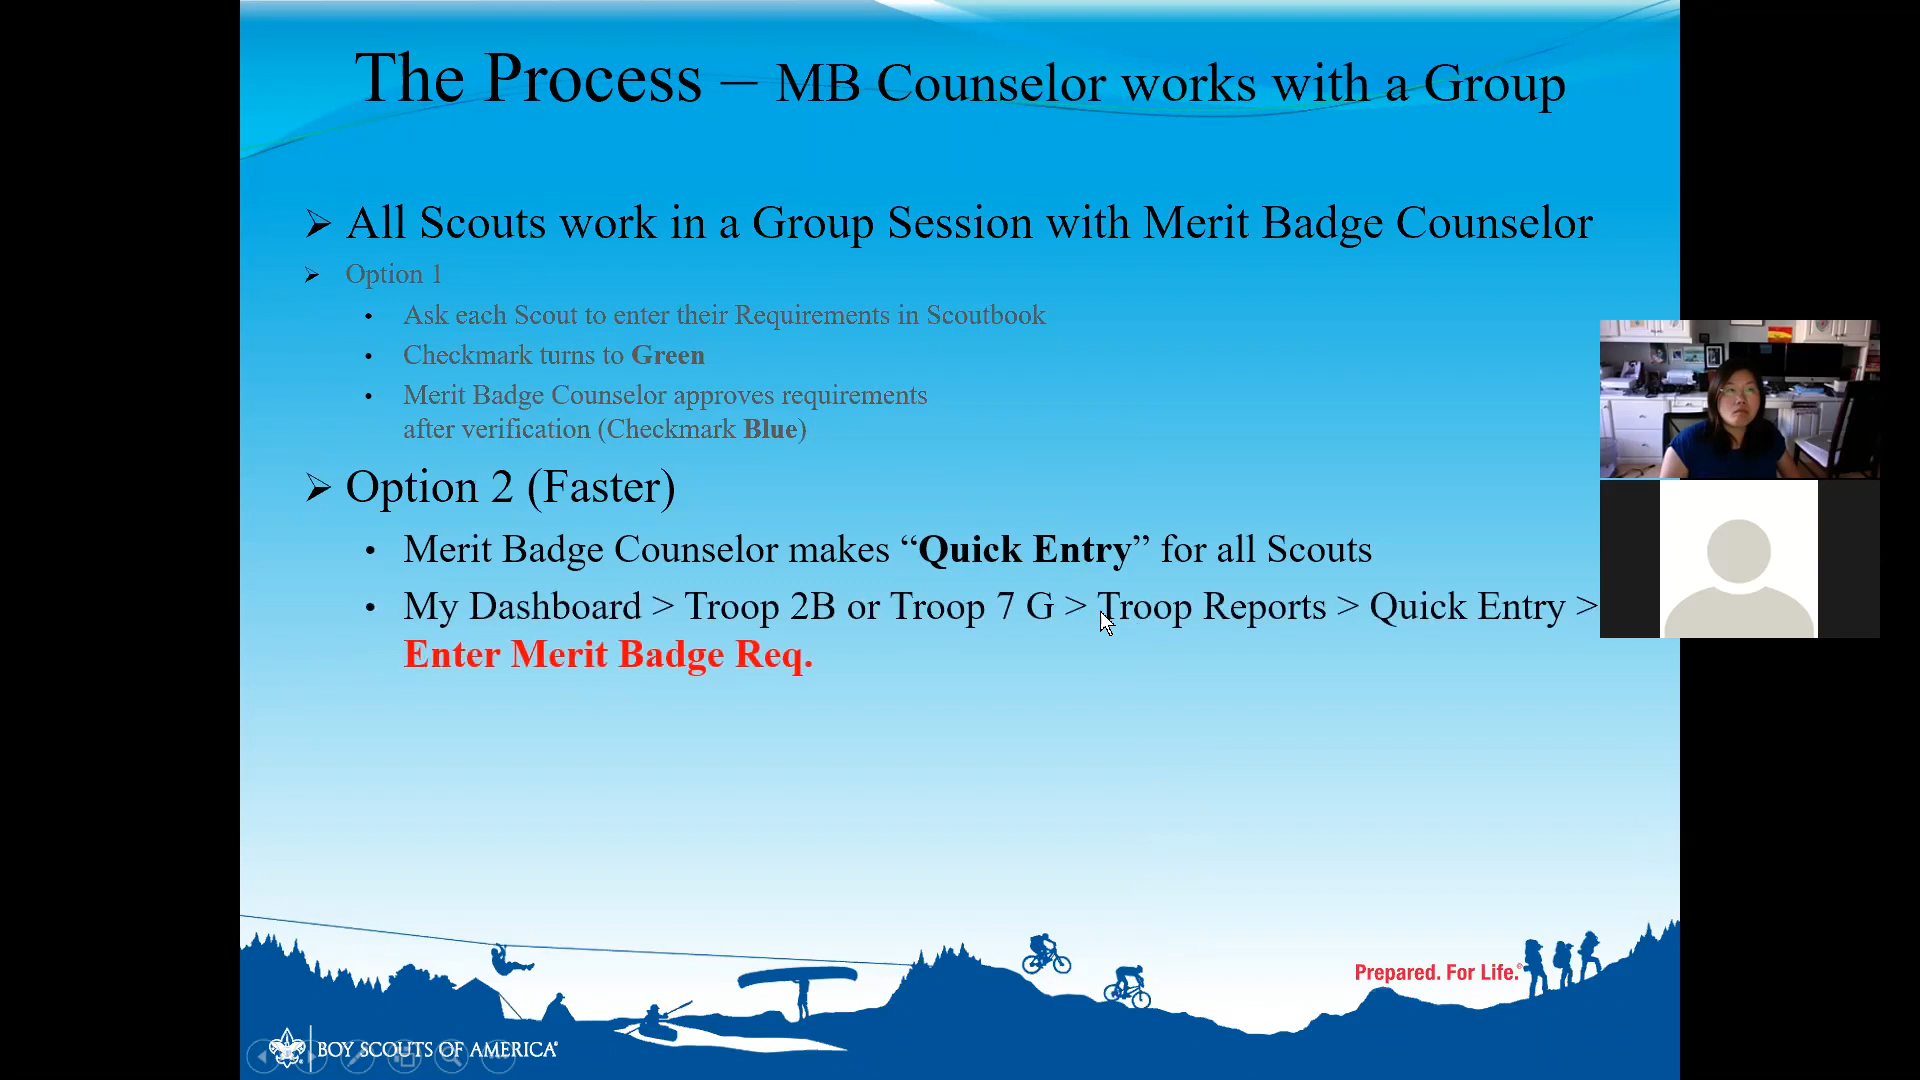 The Process – MB Counselor works with a Group
All Scouts work in a Group Session with Merit Badge Counselor
Option 1
Ask each Scout to enter their Requirements in Scoutbook
Checkmark turns to Green
Merit Badge Counselor approves requirements
after verification (Checkmark Blue)
Option 2 (Faster)
Merit Badge Counselor makes “Quick Entry” for all Scouts
My Dashboard > Troop 2B or Troop 7 G > Troop Reports > Quick Entry >
Enter Merit Badge Req.
Prepared. For Life.®
BOY SCOUTS OF AMERICA®